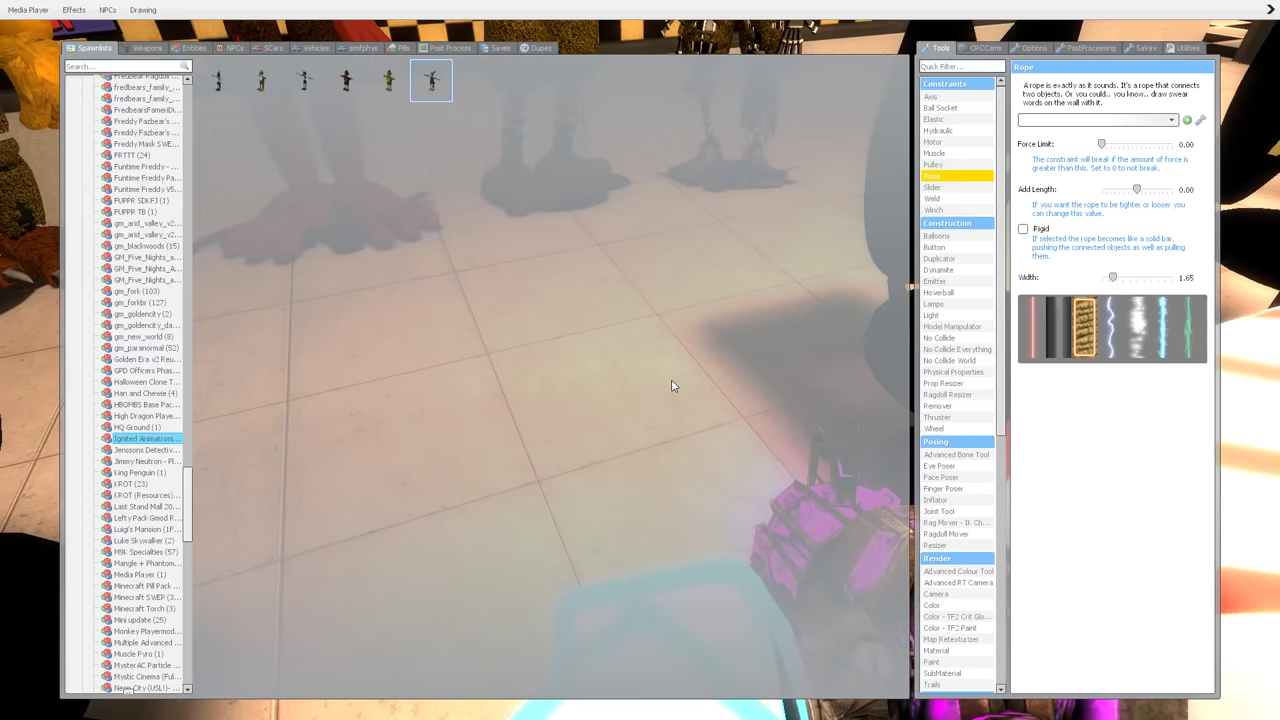 Media Player Effects NPCs Drawing
Spawnlists Weapons Entities NPCs SCars Vehicles simfphys Pills Post Process Saves Dupes
Search...
fredbears_family_...
fredbears_family_...
FredbearsFameriDi...
Freddy Fazbear's ...
Freddy Fazbear's ...
Freddy Mask SWE...
FRTTT (24)
Funtime Freddy - ...
Funtime Freddy Pa...
Funtime Freddy V5...
FUPPR SDI:FJ (1)
FUPPR TB (1)
gm_arid_valley_v2...
gm_arid_valley_v2...
gm_blackwoods (15)
GM_Five_Nights_a...
GM_Five_Nights_A...
GM_Five_Nights_a...
gm_fork (103)
gm_forkbr (127)
gm_goldencity (2)
gm_goldencity_da...
gm_new_world (8)
gm_paranormal (52)
Golden Era v2 Reu...
GPD Officers Phas...
Halloween Clone T...
Han and Chewie (4)
HBOMBS Base Pac...
High Dragon Playe...
HQ Ground (1)
Ignited Animatroni...
Jenssons Detectiv...
Jimmy Neutron - Pl...
King Penguin (1)
KROT (23)
KROT (Resources)...
Last Stand Mall 20...
Lefty Pack Gmod R...
Luigi's Mansion (1F...
Luke Skywalker (2)
M9K Specialties (57)
Mangle + Phantom...
Media Player (1)
Minecraft Pill Pack ...
Minecraft SWEP (3...
Minecraft Torch (3)
Mini update (25)
Monkey Playermod...
Multiple Advanced ...
Muscle Pyro (1)
MysterAC Particle ...
Mystic Cinema (Ful...
Neon City (USL!)- ...
Tools CRCCams Options PostProcessing SaVav Utilities
Quick Filter...
Constraints
Axis
Ball Socket
Elastic
Hydraulic
Motor
Muscle
Pulley
Rope
Slider
Weld
Winch
Construction
Balloons
Button
Duplicator
Dynamite
Emitter
Hoverball
Lamps
Light
Model Manipulator
No Collide
No Collide Everything
No Collide World
Physical Properties
Prop Resizer
Ragdoll Resizer
Remover
Thruster
Wheel
Posing
Advanced Bone Tool
Eye Poser
Face Poser
Finger Poser
Inflator
Joint Tool
Rag Mover - IK Ch...
Ragdoll Mover
Resizer
Render
Advanced Colour Tool
Advanced RT Camera
Camera
Color
Color - TF2 Crit Glo...
Color - TF2 Paint
Map Retexturizer
Material
Paint
SubMaterial
Trails
Rope
A rope is exactly as it sounds. It's a rope that connects
two objects. Or you could.. you know.. draw swear
words on the wall with it.
Force Limit: 0.00
The constraint will break if the amount of force is
greater than this. Set to 0 to not break.
Add Length: 0.00
If you want the rope to be tighter or looser you
can change this value.
Rigid
If selected the rope becomes like a solid bar,
pushing the connected objects as well as pulling
them.
Width: 1.65